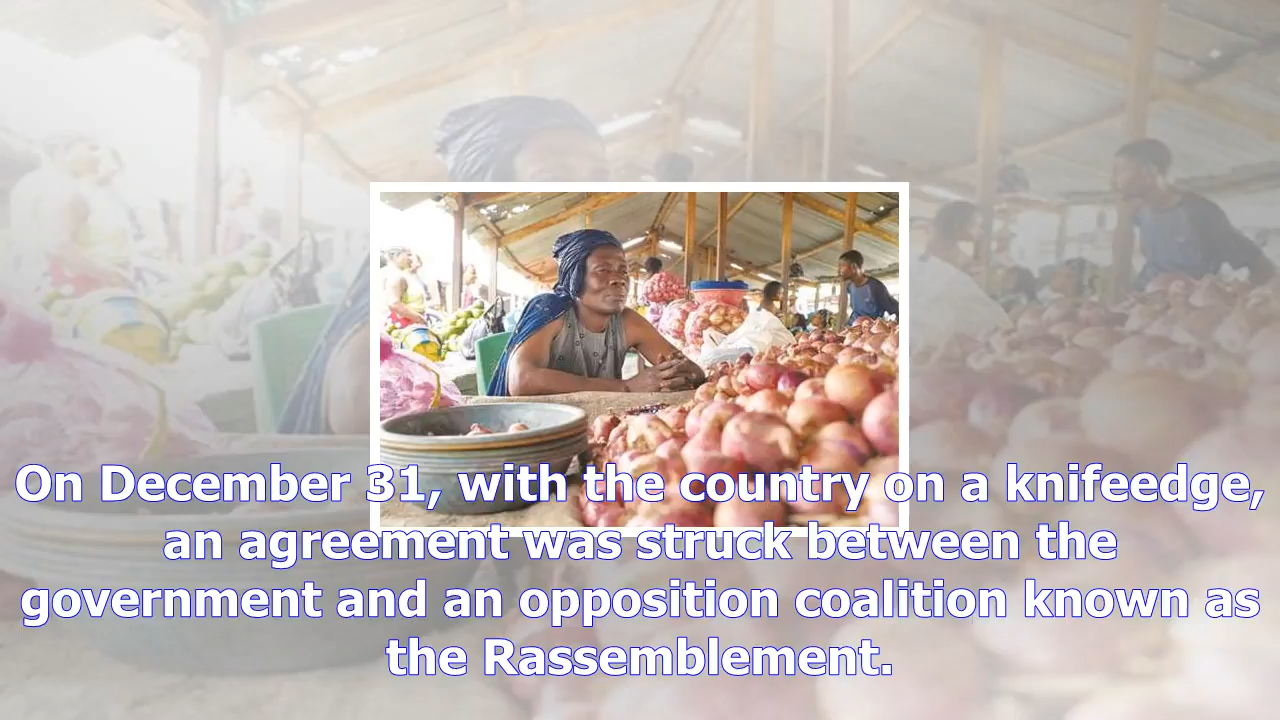 On December 31, with the country on a knifeedge,
an agreement was struck between the
government and an opposition coalition known as
the Rassemblement.